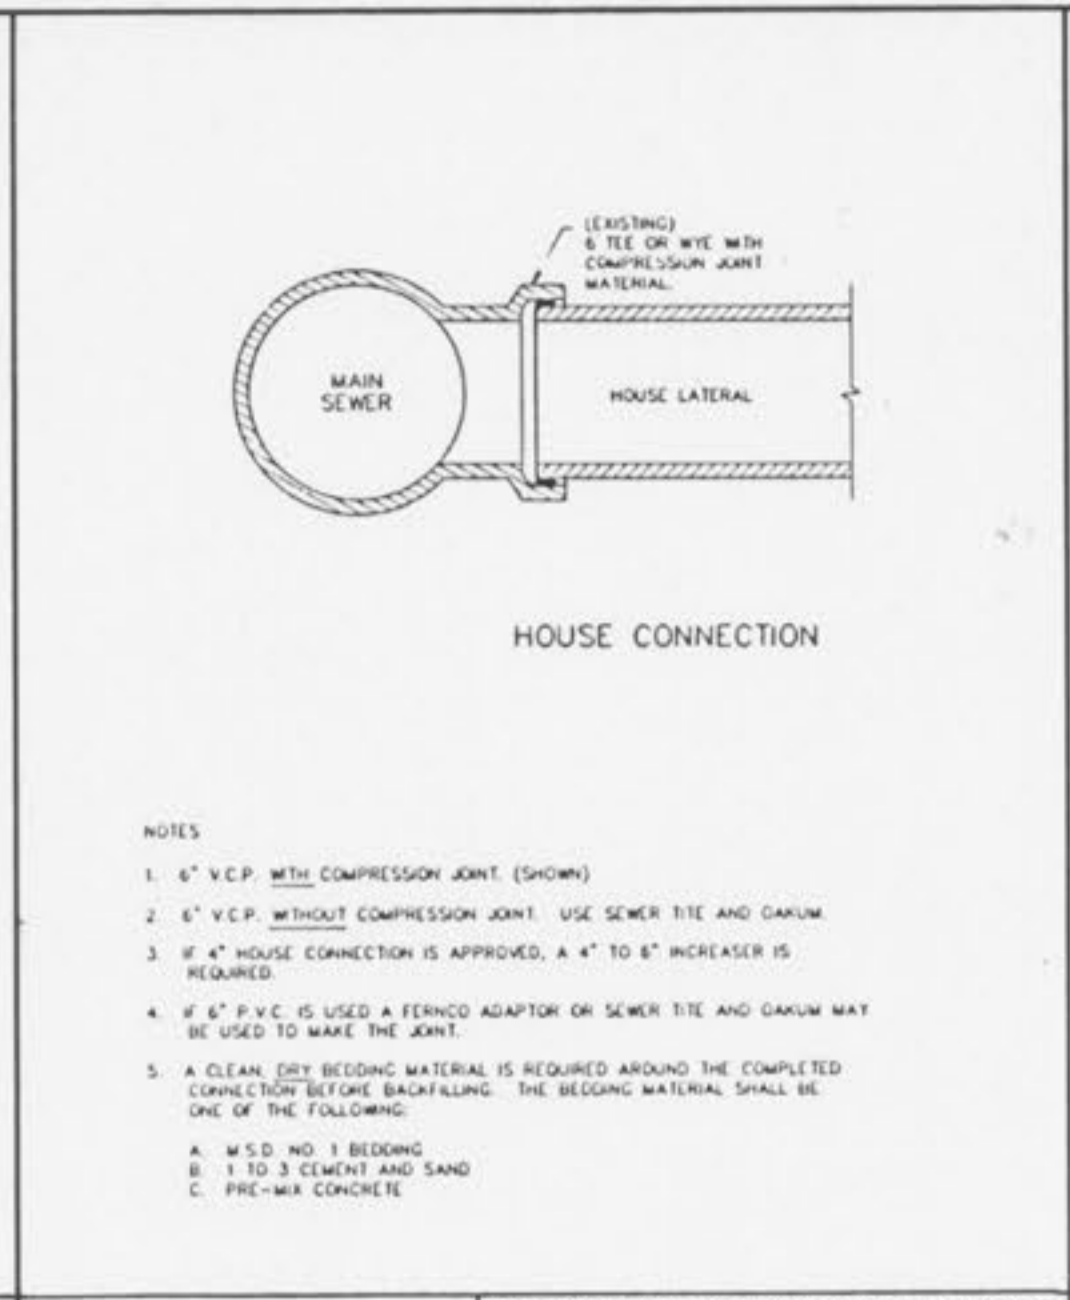 (EXISTING)
6 TEE OR WYE WITH
COMPRESSION JOINT
MATERIAL.
MAIN
SEWER
HOUSE LATERAL
HOUSE CONNECTION
NOTES
1. 6" V.C.P. WITH COMPRESSION JOINT. (SHOWN)
2 6" V.C.P. WITHOUT COMPRESSION JOINT. USE SEWER TITE AND OAKUM.
3 IF 4" HOUSE CONNECTION IS APPROVED, A 4" TO 6" INCREASER IS
REQUIRED.
4. IF 6" P.V.C. IS USED A FERNCO ADAPTOR OR SEWER TITE AND OAKUM MAY
BE USED TO MAKE THE JOINT.
5. A CLEAN, DRY BEDDING MATERIAL IS REQUIRED AROUND THE COMPLETED
CONNECTION BEFORE BACKFILLING. THE BEDDING MATERIAL SHALL BE
ONE OF THE FOLLOWING:
A. M.S.D. NO. 1 BEDDING
B. 1 TO 3 CEMENT AND SAND
C. PRE-MIX CONCRETE